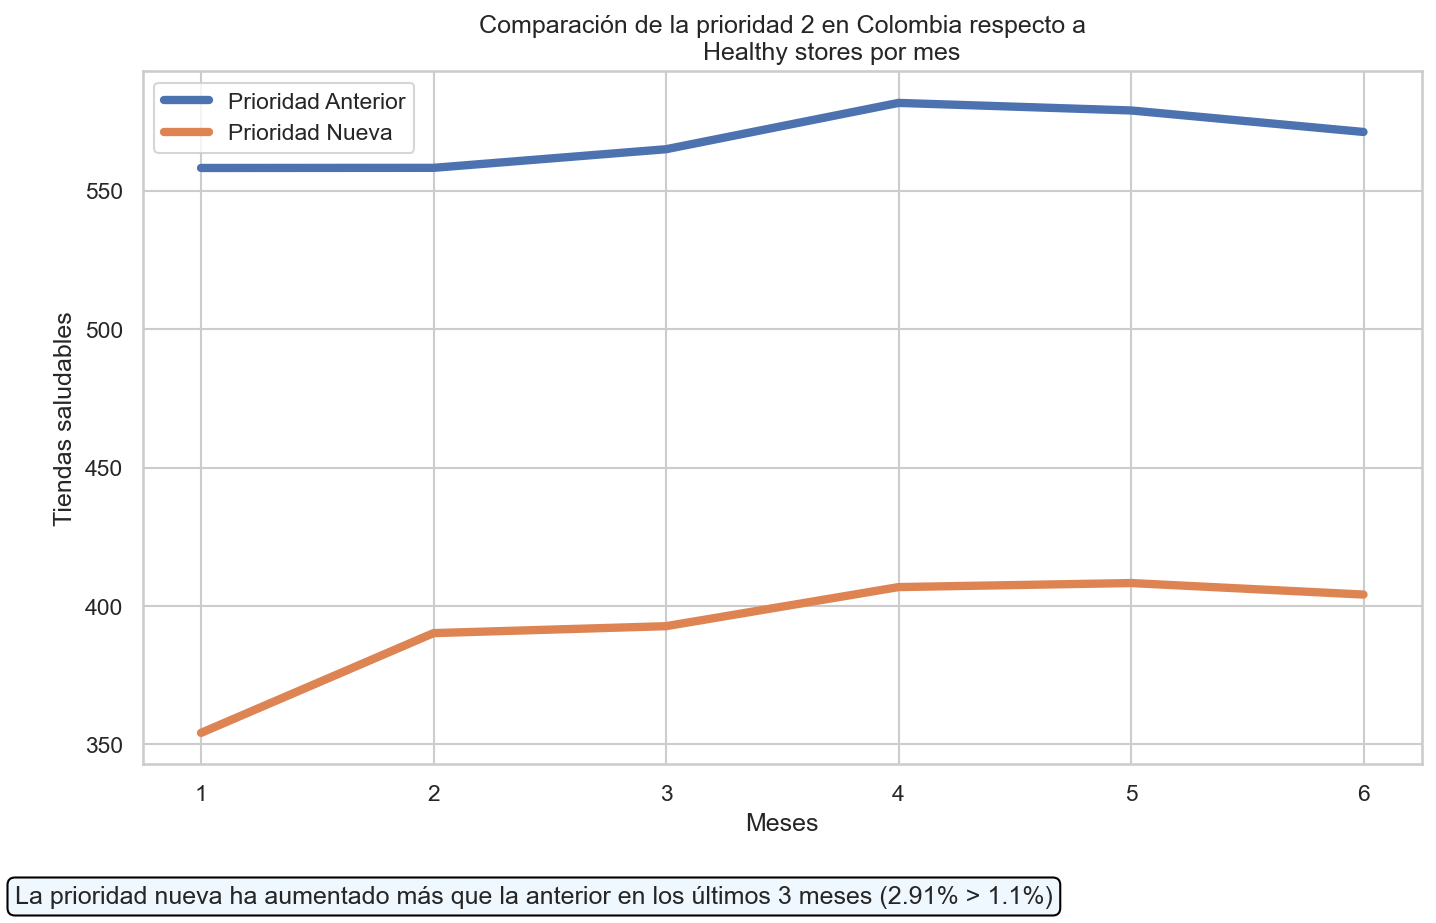 Comparación de la prioridad 2 en Colombia respecto a
Healthy stores por mes
Prioridad Anterior
Prioridad Nueva
Tiendas saludables
550
500
450
400
350
1
2
3
4
5
6
Meses
La prioridad nueva ha aumentado más que la anterior en los últimos 3 meses (2.91% > 1.1%)